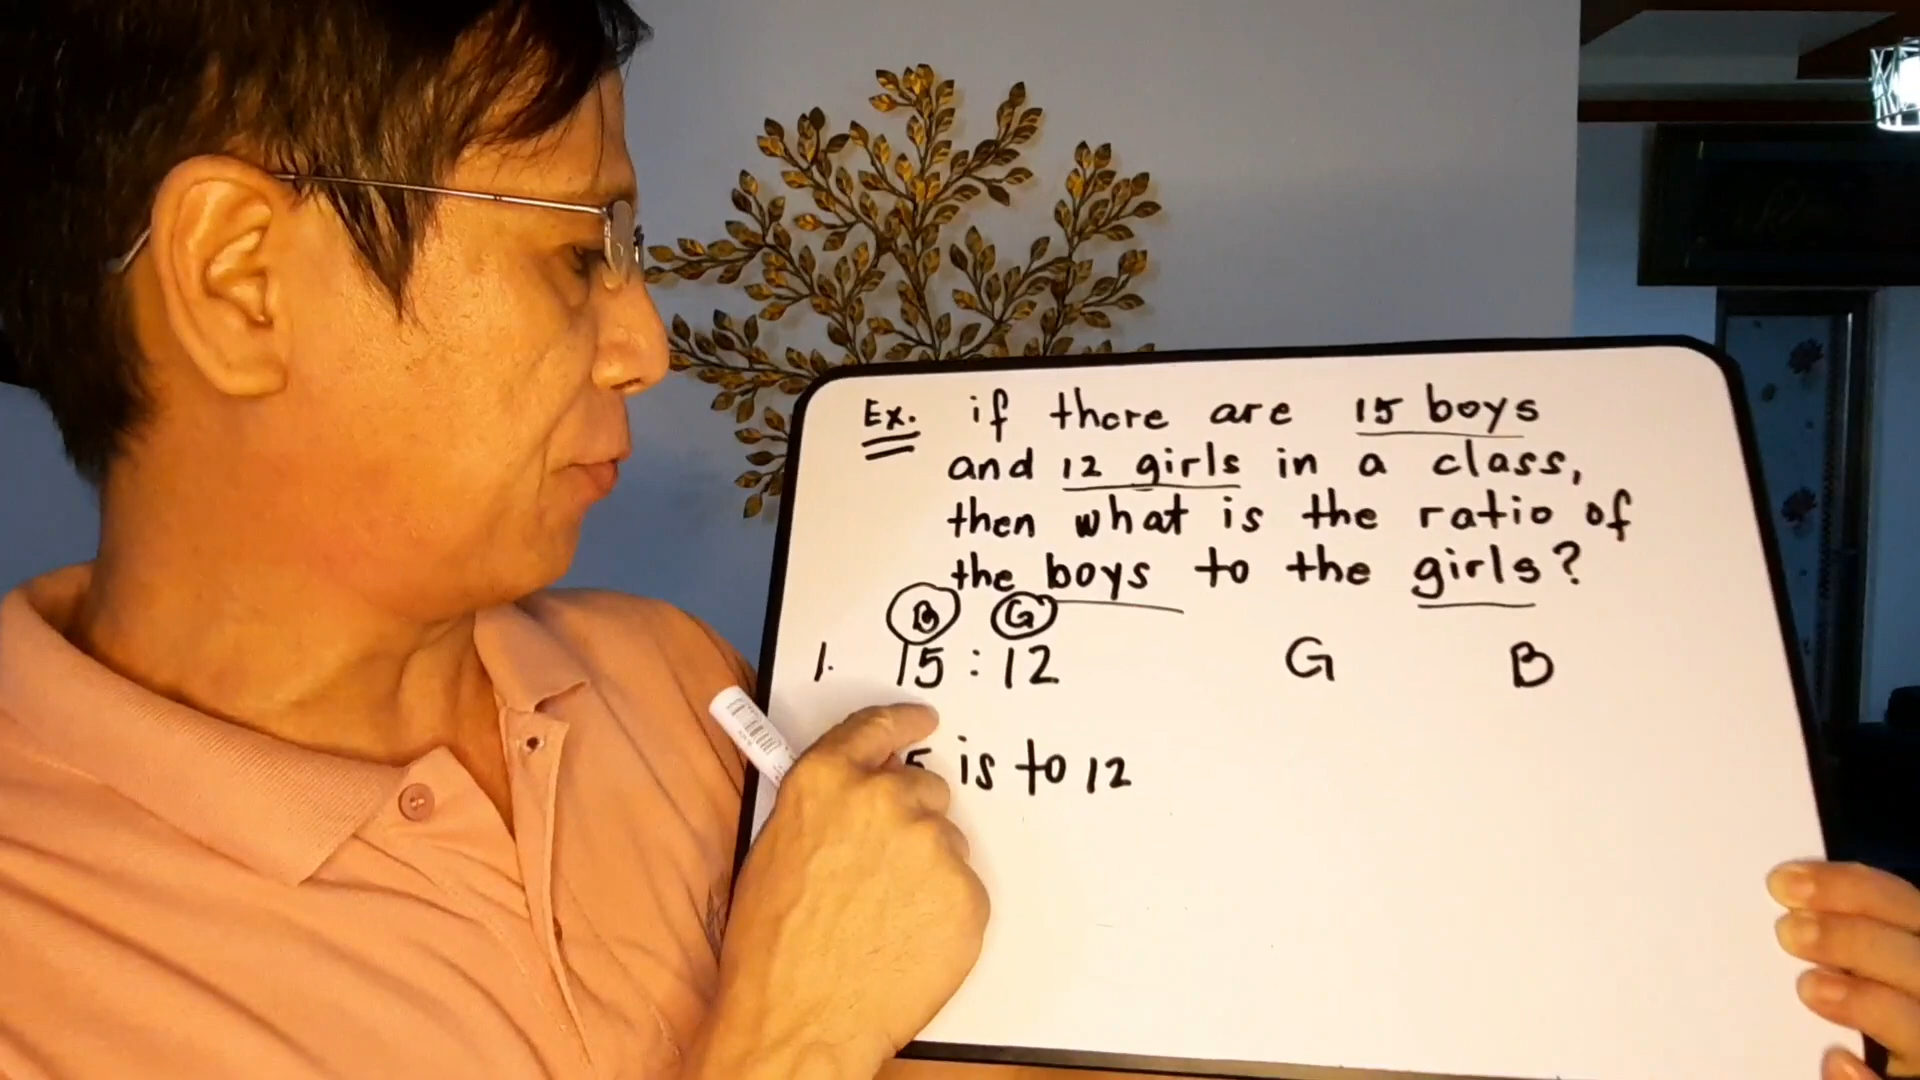 Ex. if there are 15 boys
and 12 girls in a class,
then what is the ratio of
the boys to the girls?
B G
1. 15 : 12 G B
5 is to 12